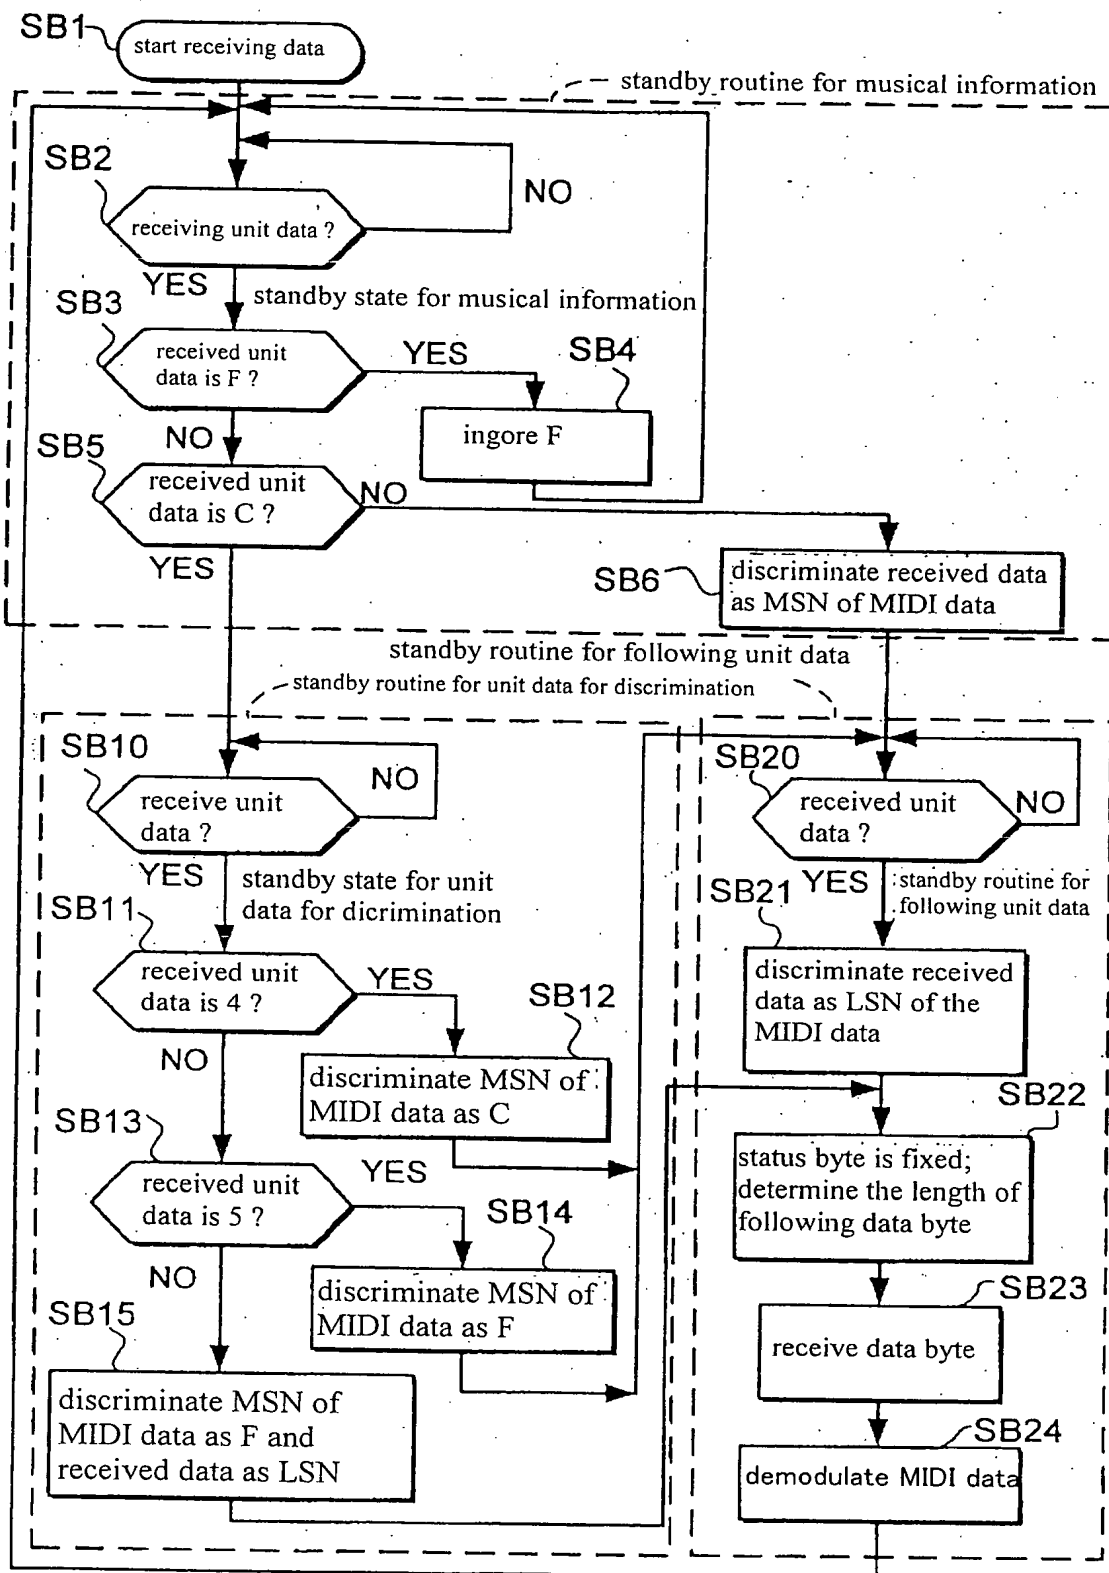 SB1
start receiving data
standby routine for musical information
SB2
NO
receiving unit data ?
YES
standby state for musical information
SB3
received unit
data is F ?
YES
SB4
ingore F
NO
SB5
received unit
data is C ?
NO
YES
SB6
discriminate received data
as MSN of MIDI data
standby routine for following unit data
standby routine for unit data for discrimination
SB10
NO
receive unit
data ?
YES
standby state for unit
data for dicrimination
SB11
received unit
data is 4 ?
YES
SB12
NO
discriminate MSN of
MIDI data as C
SB13
received unit
data is 5 ?
YES
SB14
NO
discriminate MSN of
MIDI data as F
SB15
discriminate MSN of
MIDI data as F and
received data as LSN
SB20
received unit
data ?
NO
YES
standby routine for
following unit data
SB21
discriminate received
data as LSN of the
MIDI data
SB22
status byte is fixed;
determine the length of
following data byte
SB23
receive data byte
SB24
demodulate MIDI data